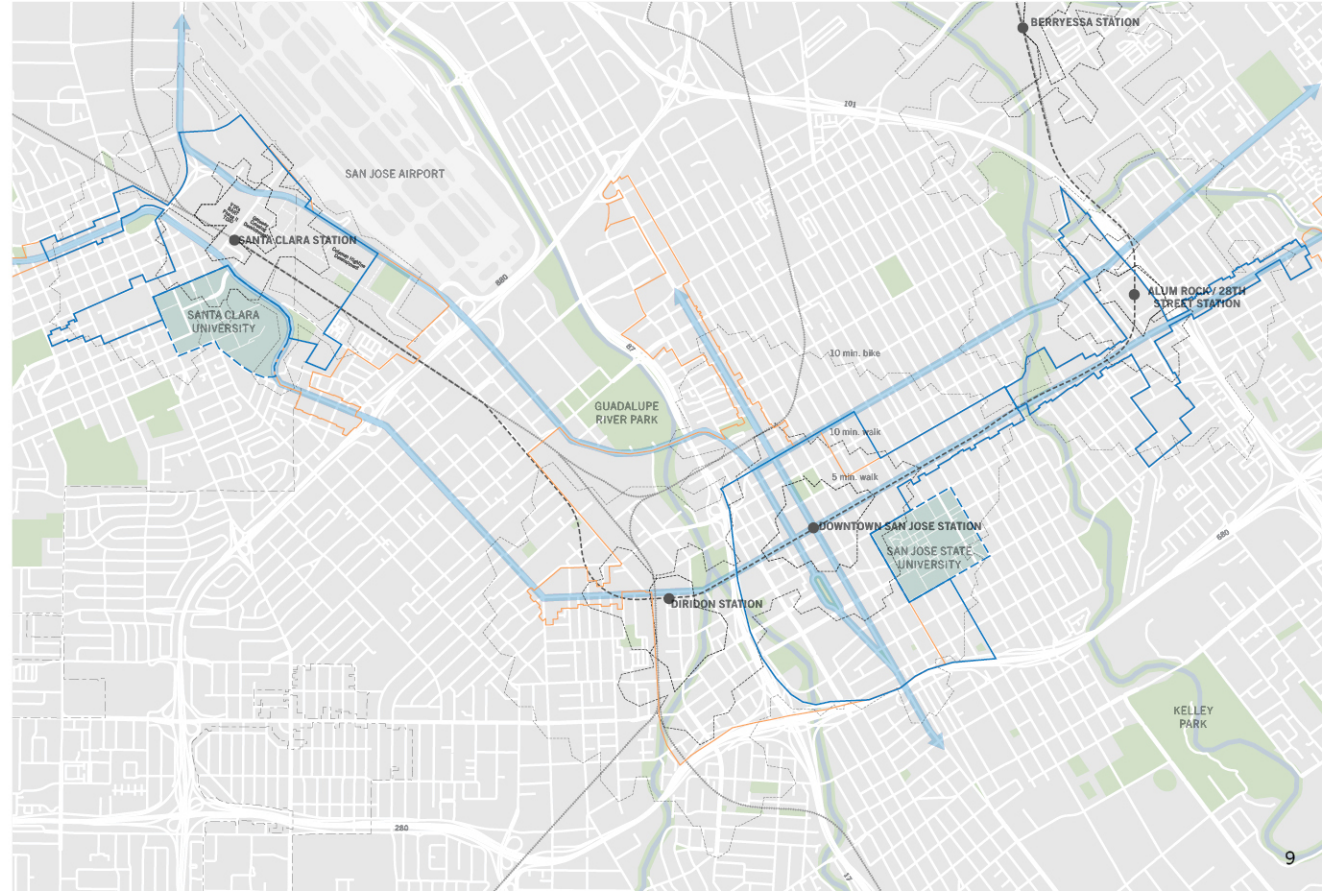 BERRYESSA STATION
101
SAN JOSE AIRPORT
SANTA CLARA STATION
880
ALUM ROCK / 28TH
STREET STATION
SANTA CLARA
UNIVERSITY
87
10 min. bike
GUADALUPE
RIVER PARK
10 min. walk
5 min. walk
DOWNTOWN SAN JOSE STATION
680
SAN JOSE STATE
UNIVERSITY
DIRIDON STATION
KELLEY
PARK
280
9
17